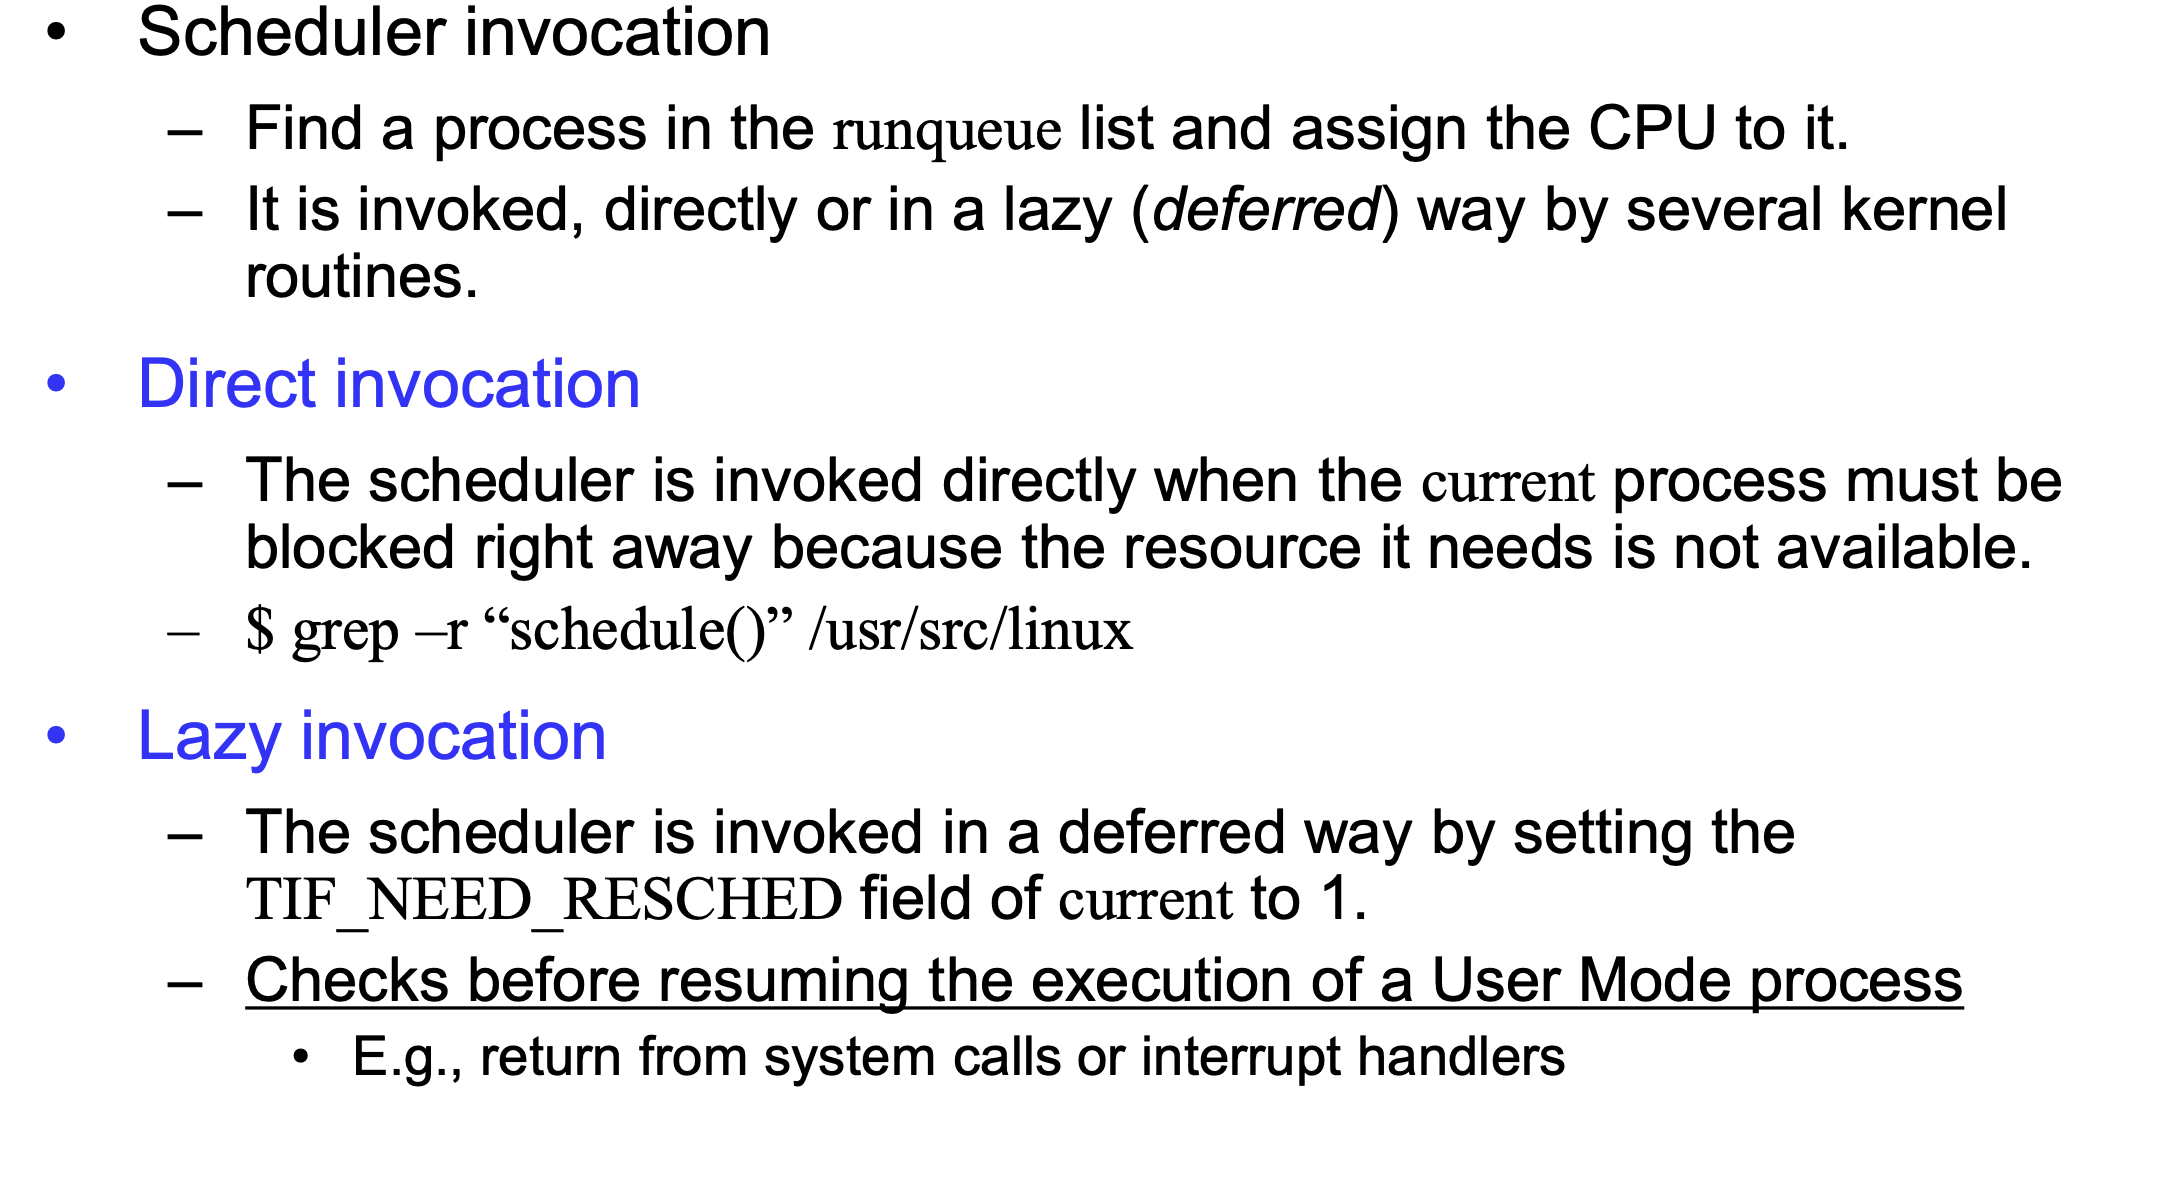 • Scheduler invocation
– Find a process in the runqueue list and assign the CPU to it.
– It is invoked, directly or in a lazy (deferred) way by several kernel
routines.
• Direct invocation
– The scheduler is invoked directly when the current process must be
blocked right away because the resource it needs is not available.
– $ grep –r “schedule()” /usr/src/linux
• Lazy invocation
– The scheduler is invoked in a deferred way by setting the
TIF_NEED_RESCHED field of current to 1.
– Checks before resuming the execution of a User Mode process
• E.g., return from system calls or interrupt handlers